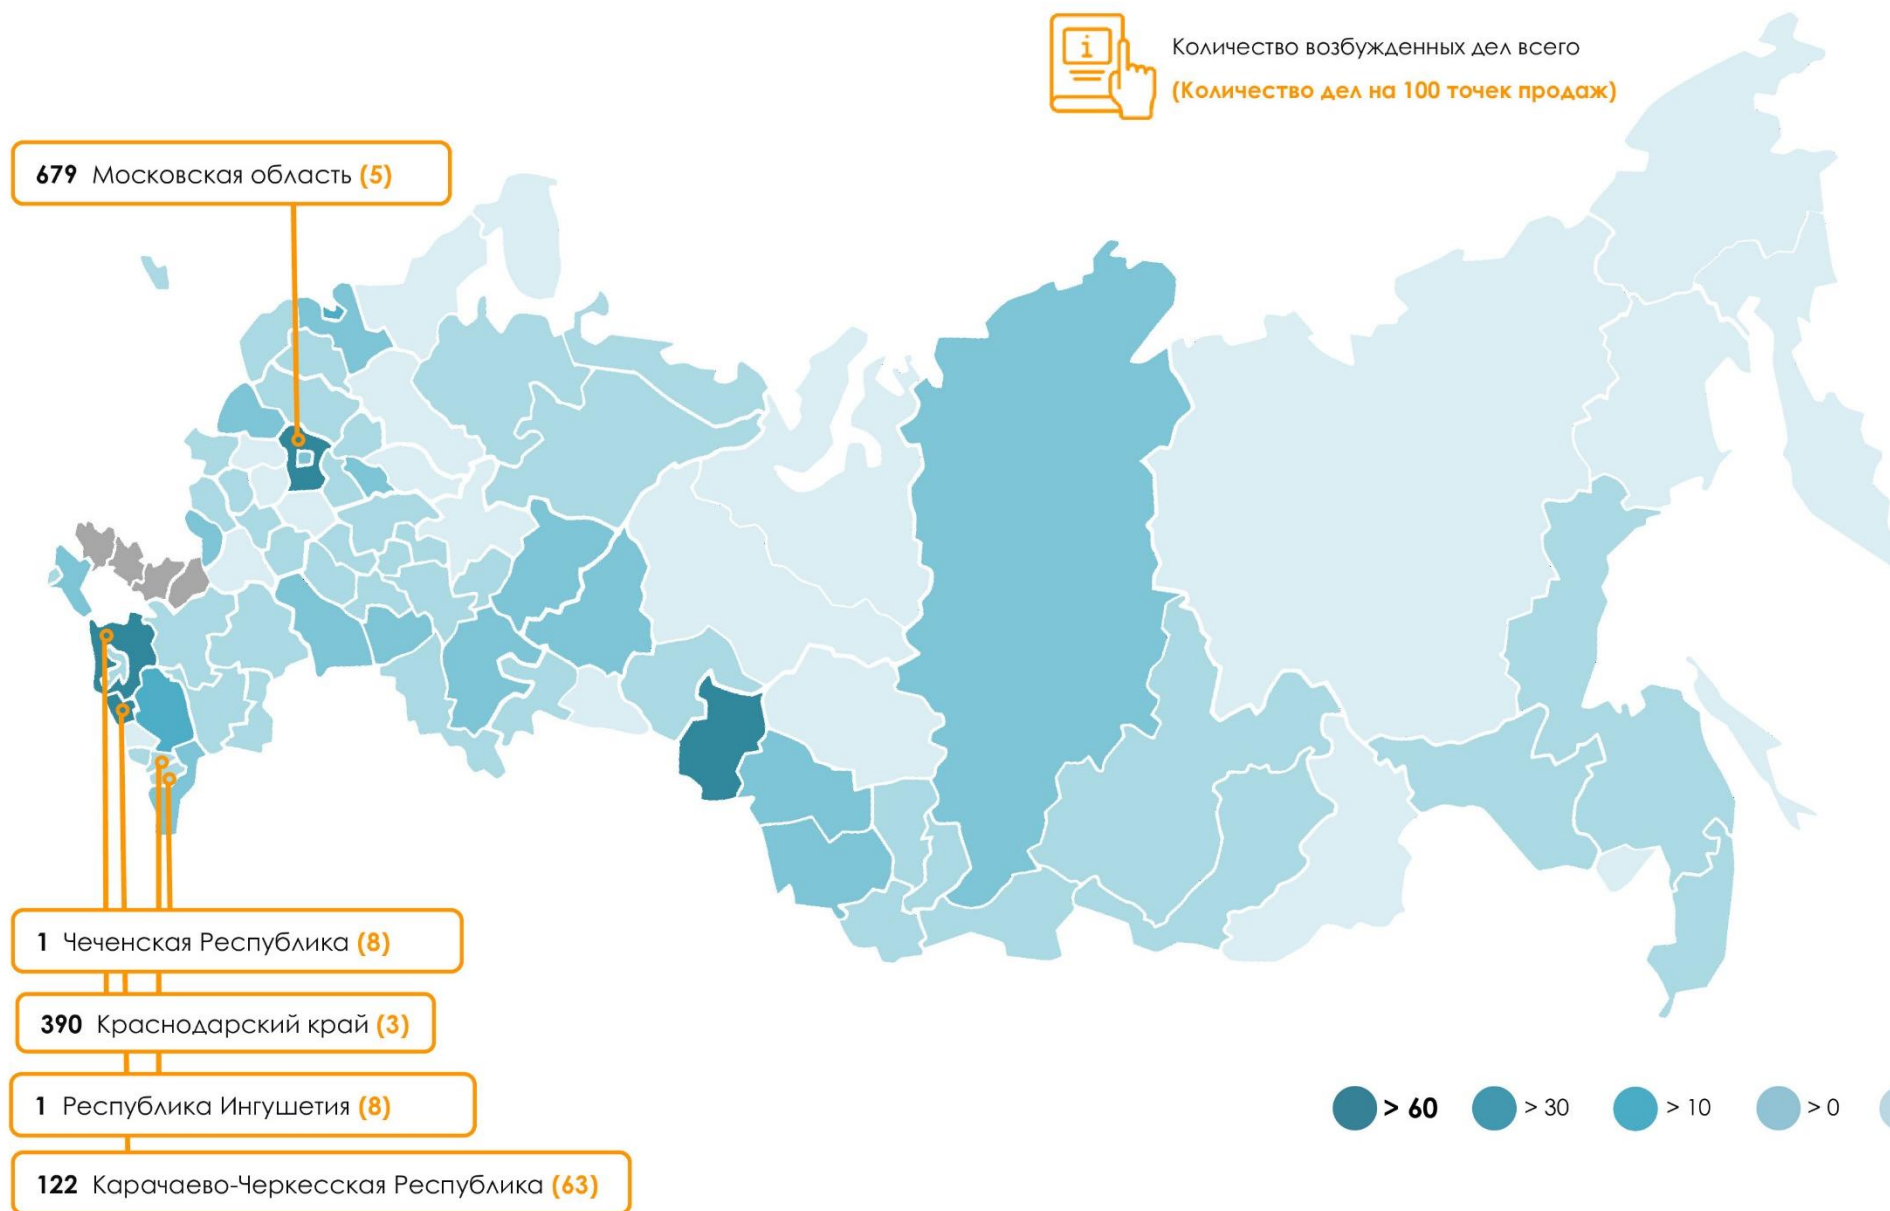 i
Количество возбужденных дел всего
(Количество дел на 100 точек продаж)
679 Московская область (5)
1 Чеченская Республика (8)
390 Краснодарский край (3)
1 Республика Ингушетия (8)
122 Карачаево-Черкесская Республика (63)
> 60 > 30 > 10 > 0